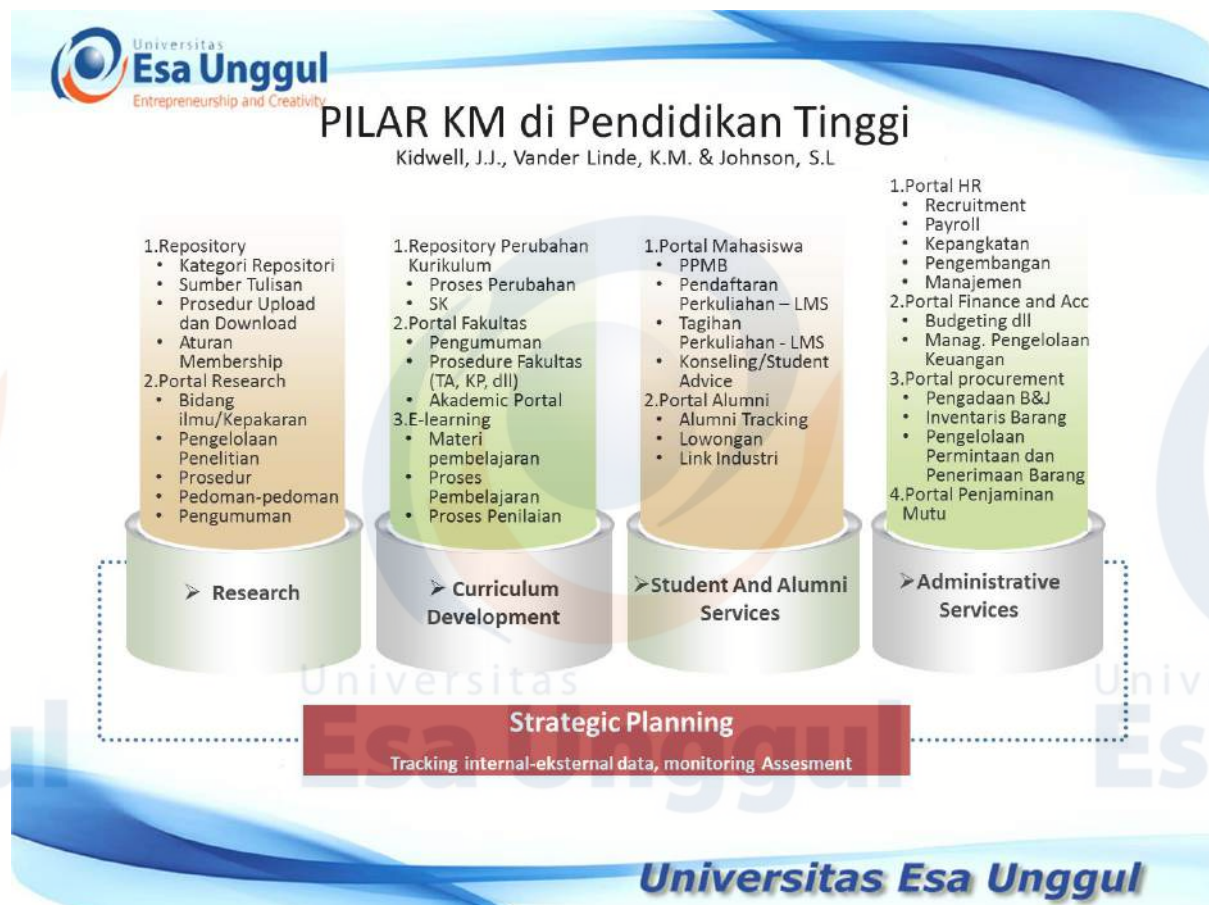 Universitas
Esa Unggul
Entrepreneurship and Creativity
PILAR KM di Pendidikan Tinggi
Kidwell, J.J., Vander Linde, K.M. & Johnson, S.L
1.Repository
• Kategori Repositori
• Sumber Tulisan
• Prosedur Upload
dan Download
• Aturan
Membership
2.Portal Research
• Bidang
ilmu/Kepakaran
• Pengelolaan
Penelitian
• Prosedur
• Pedoman-pedoman
• Pengumuman
➢ Research
1.Repository Perubahan
Kurikulum
• Proses Perubahan
• SK
2.Portal Fakultas
• Pengumuman
• Prosedure Fakultas
(TA, KP, dll)
• Akademic Portal
3.E-learning
• Materi
pembelajaran
• Proses
Pembelajaran
• Proses Penilaian
➢ Curriculum
Development
1.Portal Mahasiswa
• PPMB
• Pendaftaran
Perkuliahan – LMS
• Tagihan
Perkuliahan - LMS
• Konseling/Student
Advice
2.Portal Alumni
• Alumni Tracking
• Lowongan
• Link Industri
➢Student And Alumni
Services
1.Portal HR
• Recruitment
• Payroll
• Kepangkatan
• Pengembangan
• Manajemen
2.Portal Finance and Acc
• Budgeting dll
• Manag. Pengelolaan
Keuangan
3.Portal procurement
• Pengadaan B&J
• Inventaris Barang
• Pengelolaan
Permintaan dan
Penerimaan Barang
4.Portal Penjaminan
Mutu
➢Administrative
Services
Strategic Planning
Tracking internal-eksternal data, monitoring Assesment
Universitas
Esa Unggul
Univ
Es
ul
Universitas Esa Unggul